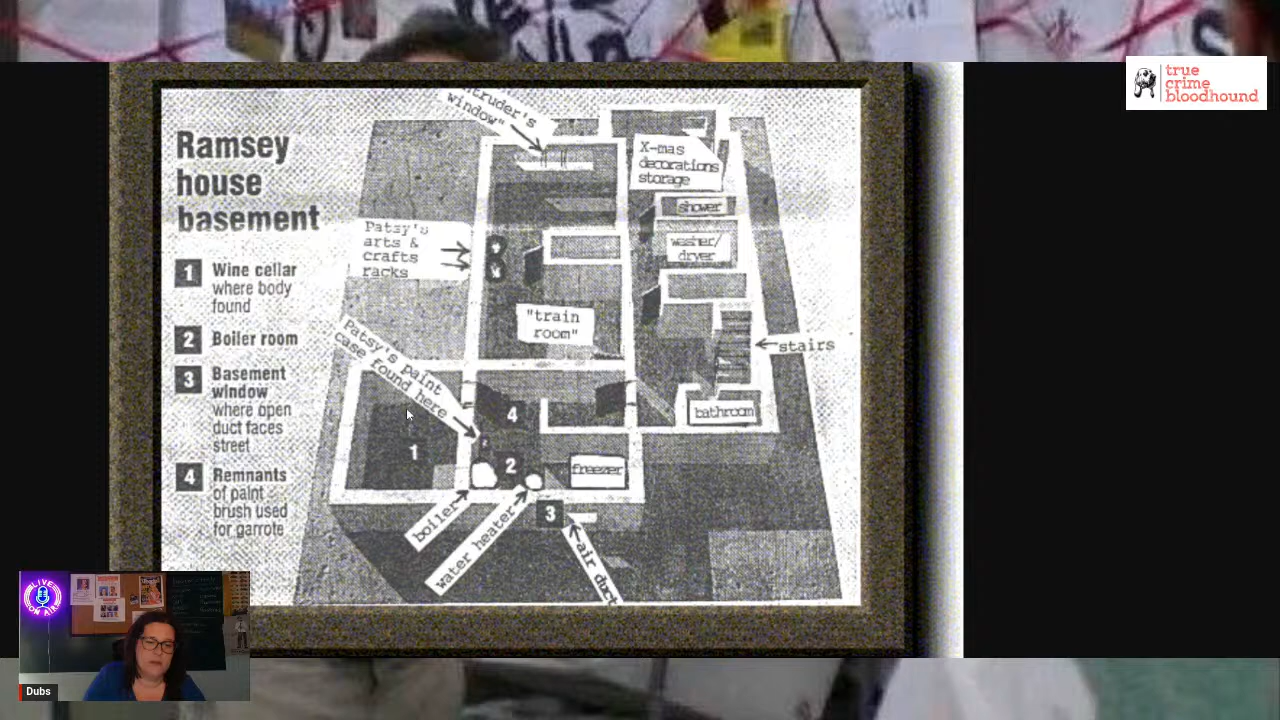 true
crime
bloodhound
Ramsey
house
basement
1 Wine cellar
where body
found
2 Boiler room
3 Basement
window
where open
duct faces
street
4 Remnants
of paint
brush used
for garrote
window"
X-mas
decorations
storage
shower
washer/
dryer
Patsy's
arts &
crafts
racks
"train
room"
stairs
Patsy's paint
case found here
bathroom
4
1
2
freezer
3
boiler
water heater
air duct
LIVE
ON AIR
Dubs